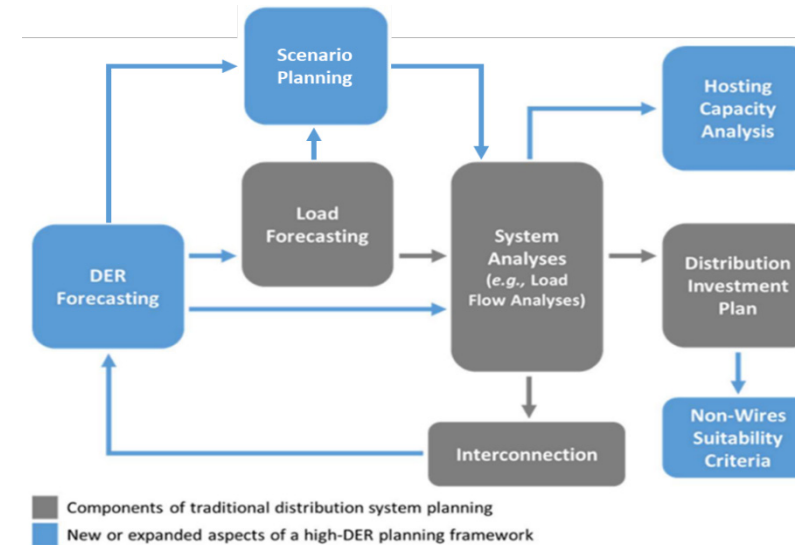 Scenario
Planning
Hosting
Capacity
Analysis
Load
Forecasting
System
Analyses
(e.g., Load
Flow Analyses)
DER
Forecasting
Distribution
Investment
Plan
Interconnection
Non-Wires
Suitability
Criteria
Components of traditional distribution system planning
New or expanded aspects of a high-DER planning framework